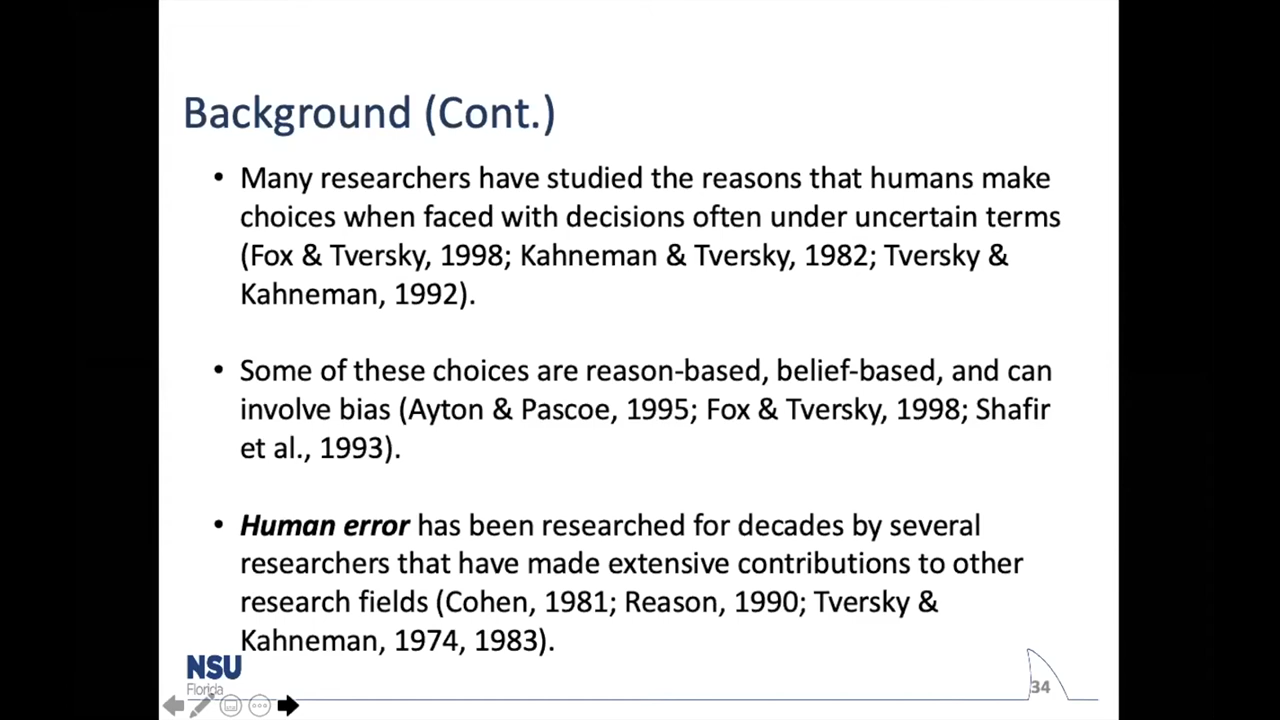 Background (Cont.)
• Many researchers have studied the reasons that humans make
choices when faced with decisions often under uncertain terms
(Fox & Tversky, 1998; Kahneman & Tversky, 1982; Tversky &
Kahneman, 1992).
• Some of these choices are reason-based, belief-based, and can
involve bias (Ayton & Pascoe, 1995; Fox & Tversky, 1998; Shafir
et al., 1993).
• Human error has been researched for decades by several
researchers that have made extensive contributions to other
research fields (Cohen, 1981; Reason, 1990; Tversky &
Kahneman, 1974, 1983).
NSU
Florida
34